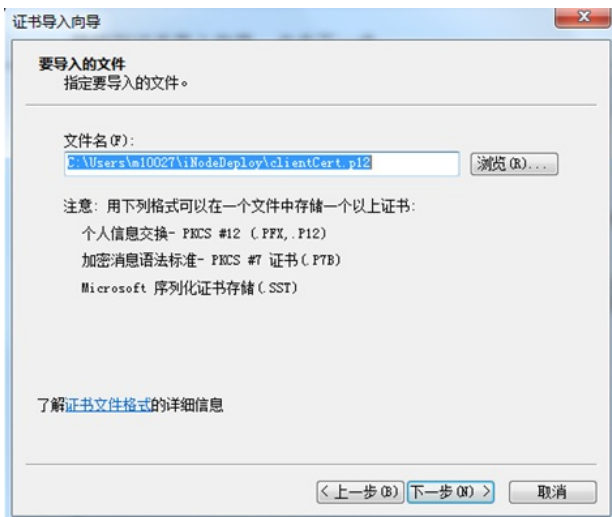 证书导入向导
要导入的文件
指定要导入的文件。
文件名(F):
C:\Users\m10027\iNodeDeploy\clientCert.p12
浏览(R)...
注意: 用下列格式可以在一个文件中存储一个以上证书:
个人信息交换- PKCS #12 (.PFX,.P12)
加密消息语法标准- PKCS #7 证书(.P7B)
Microsoft 序列化证书存储(.SST)
了解证书文件格式的详细信息
< 上一步(B)
下一步(N) >
取消